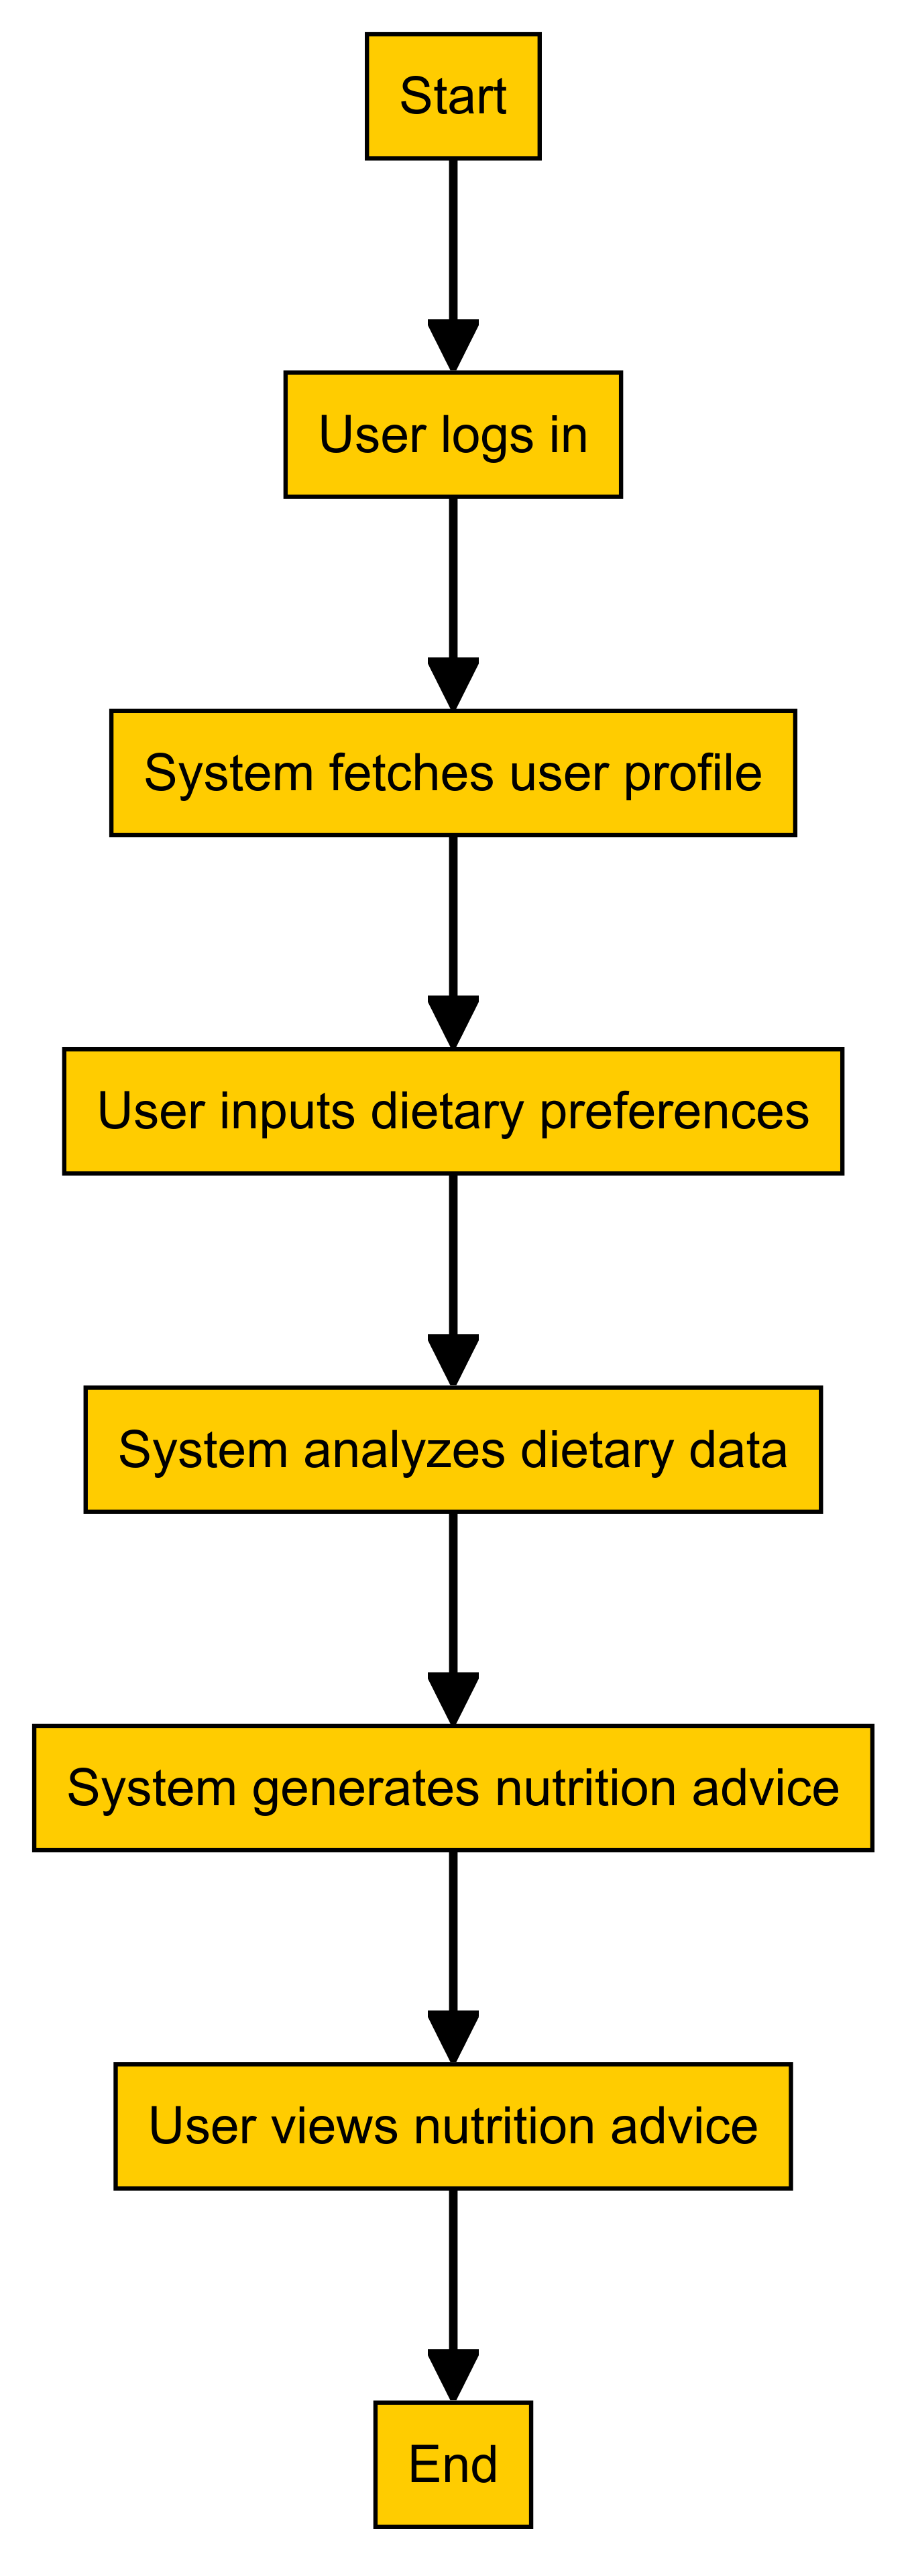 Start
User logs in
System fetches user profile
User inputs dietary preferences
System analyzes dietary data
System generates nutrition advice
User views nutrition advice
End